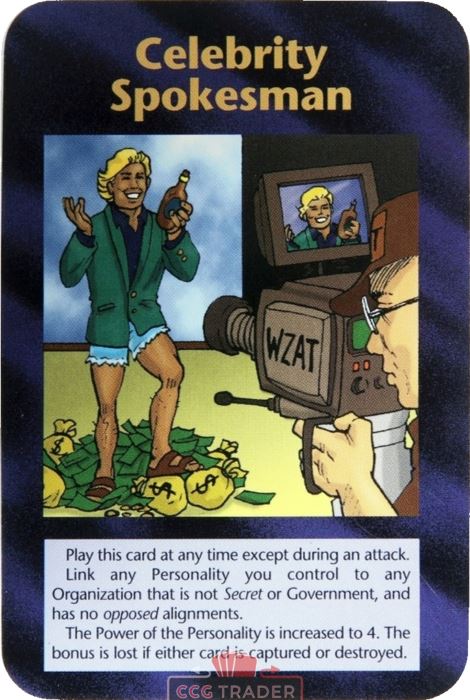 Celebrity
Spokesman
WZAT
Play this card at any time except during an attack.
Link any Personality you control to any
Organization that is not Secret or Government, and
has no opposed alignments.
The Power of the Personality is increased to 4. The
bonus is lost if either card is captured or destroyed.
CCG TRADER